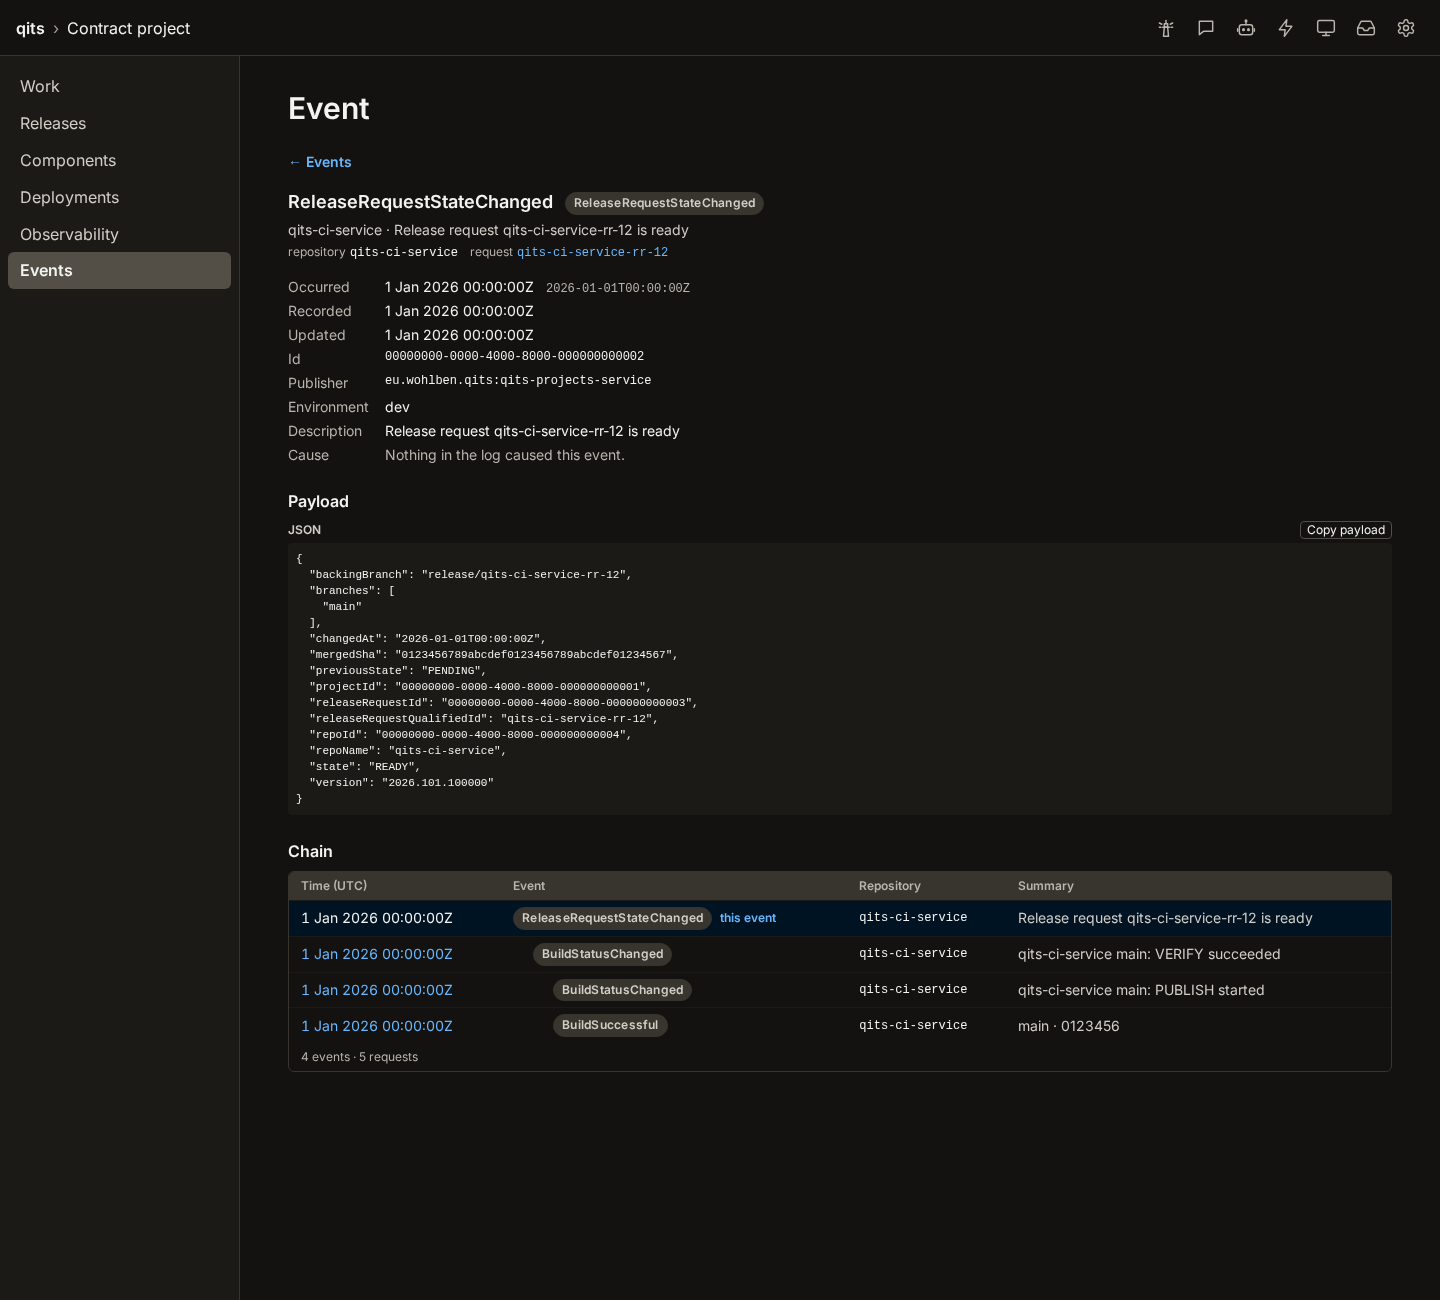 qits › Contract project
Work
Releases
Components
Deployments
Observability
Events
Event
← Events
ReleaseRequestStateChanged ReleaseRequestStateChanged
qits-ci-service · Release request qits-ci-service-rr-12 is ready
repository qits-ci-service request qits-ci-service-rr-12
Occurred 1 Jan 2026 00:00:00Z 2026-01-01T00:00:00Z
Recorded 1 Jan 2026 00:00:00Z
Updated 1 Jan 2026 00:00:00Z
Id 00000000-0000-4000-8000-000000000002
Publisher eu.wohlben.qits:qits-projects-service
Environment dev
Description Release request qits-ci-service-rr-12 is ready
Cause Nothing in the log caused this event.
Payload
JSON Copy payload
{
  "backingBranch": "release/qits-ci-service-rr-12",
  "branches": [
    "main"
  ],
  "changedAt": "2026-01-01T00:00:00Z",
  "mergedSha": "0123456789abcdef0123456789abcdef01234567",
  "previousState": "PENDING",
  "projectId": "00000000-0000-4000-8000-000000000001",
  "releaseRequestId": "00000000-0000-4000-8000-000000000003",
  "releaseRequestQualifiedId": "qits-ci-service-rr-12",
  "repoId": "00000000-0000-4000-8000-000000000004",
  "repoName": "qits-ci-service",
  "state": "READY",
  "version": "2026.101.100000"
}
Chain
Time (UTC) Event Repository Summary
1 Jan 2026 00:00:00Z ReleaseRequestStateChanged this event qits-ci-service Release request qits-ci-service-rr-12 is ready
1 Jan 2026 00:00:00Z BuildStatusChanged qits-ci-service qits-ci-service main: VERIFY succeeded
1 Jan 2026 00:00:00Z BuildStatusChanged qits-ci-service qits-ci-service main: PUBLISH started
1 Jan 2026 00:00:00Z BuildSuccessful qits-ci-service main · 0123456
4 events · 5 requests